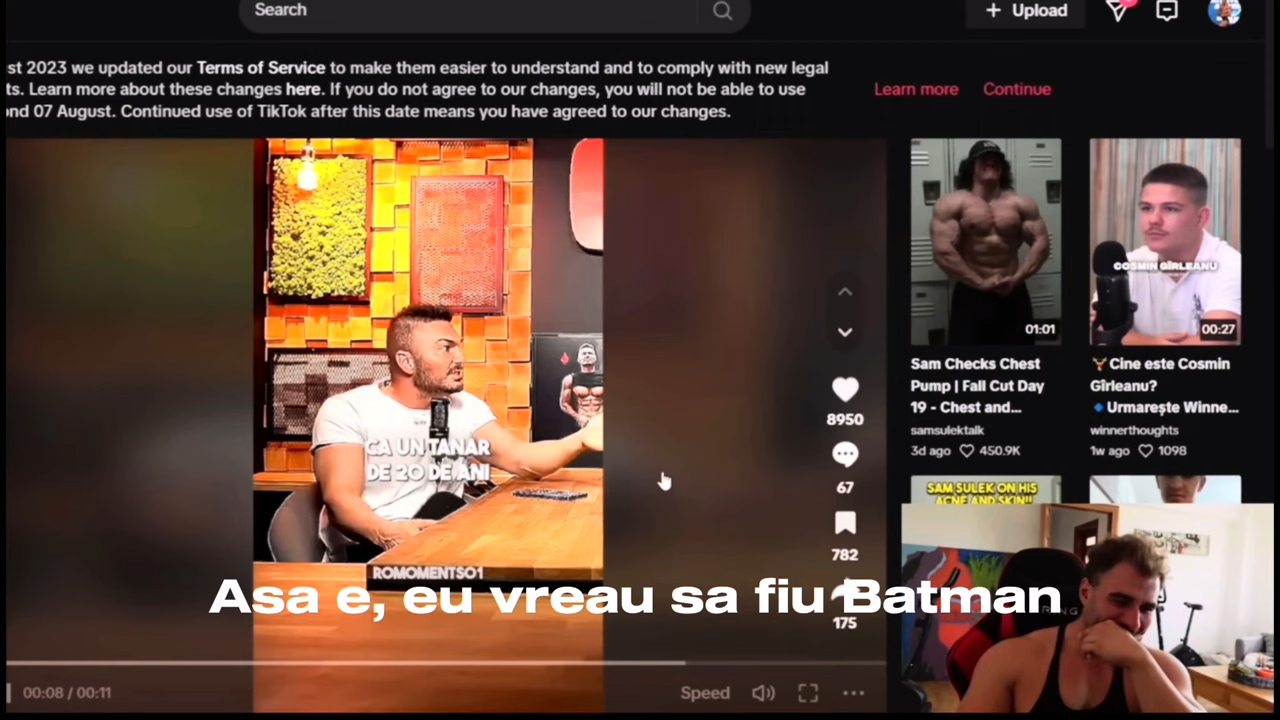 Search
+ Upload
st 2023 we updated our Terms of Service to make them easier to understand and to comply with new legal
ts. Learn more about these changes here. If you do not agree to our changes, you will not be able to use
ond 07 August. Continued use of TikTok after this date means you have agreed to our changes.
Learn more
Continue
CA UN TANAR
DE 20 DE ANI
ROMOMENTS01
8950
67
782
175
Asa e, eu vreau sa fiu Batman
00:08 / 00:11
Speed
01:01
Sam Checks Chest
Pump | Fall Cut Day
19 - Chest and...
samsulektalk
3d ago 450.9K
COSMIN GÎRLEANU
00:27
Cine este Cosmin
Gîrleanu?
Urmarește Winne...
winnerthoughts
1w ago 1098
SAM SULEK ON HIS
ACNE AND SKIN!!